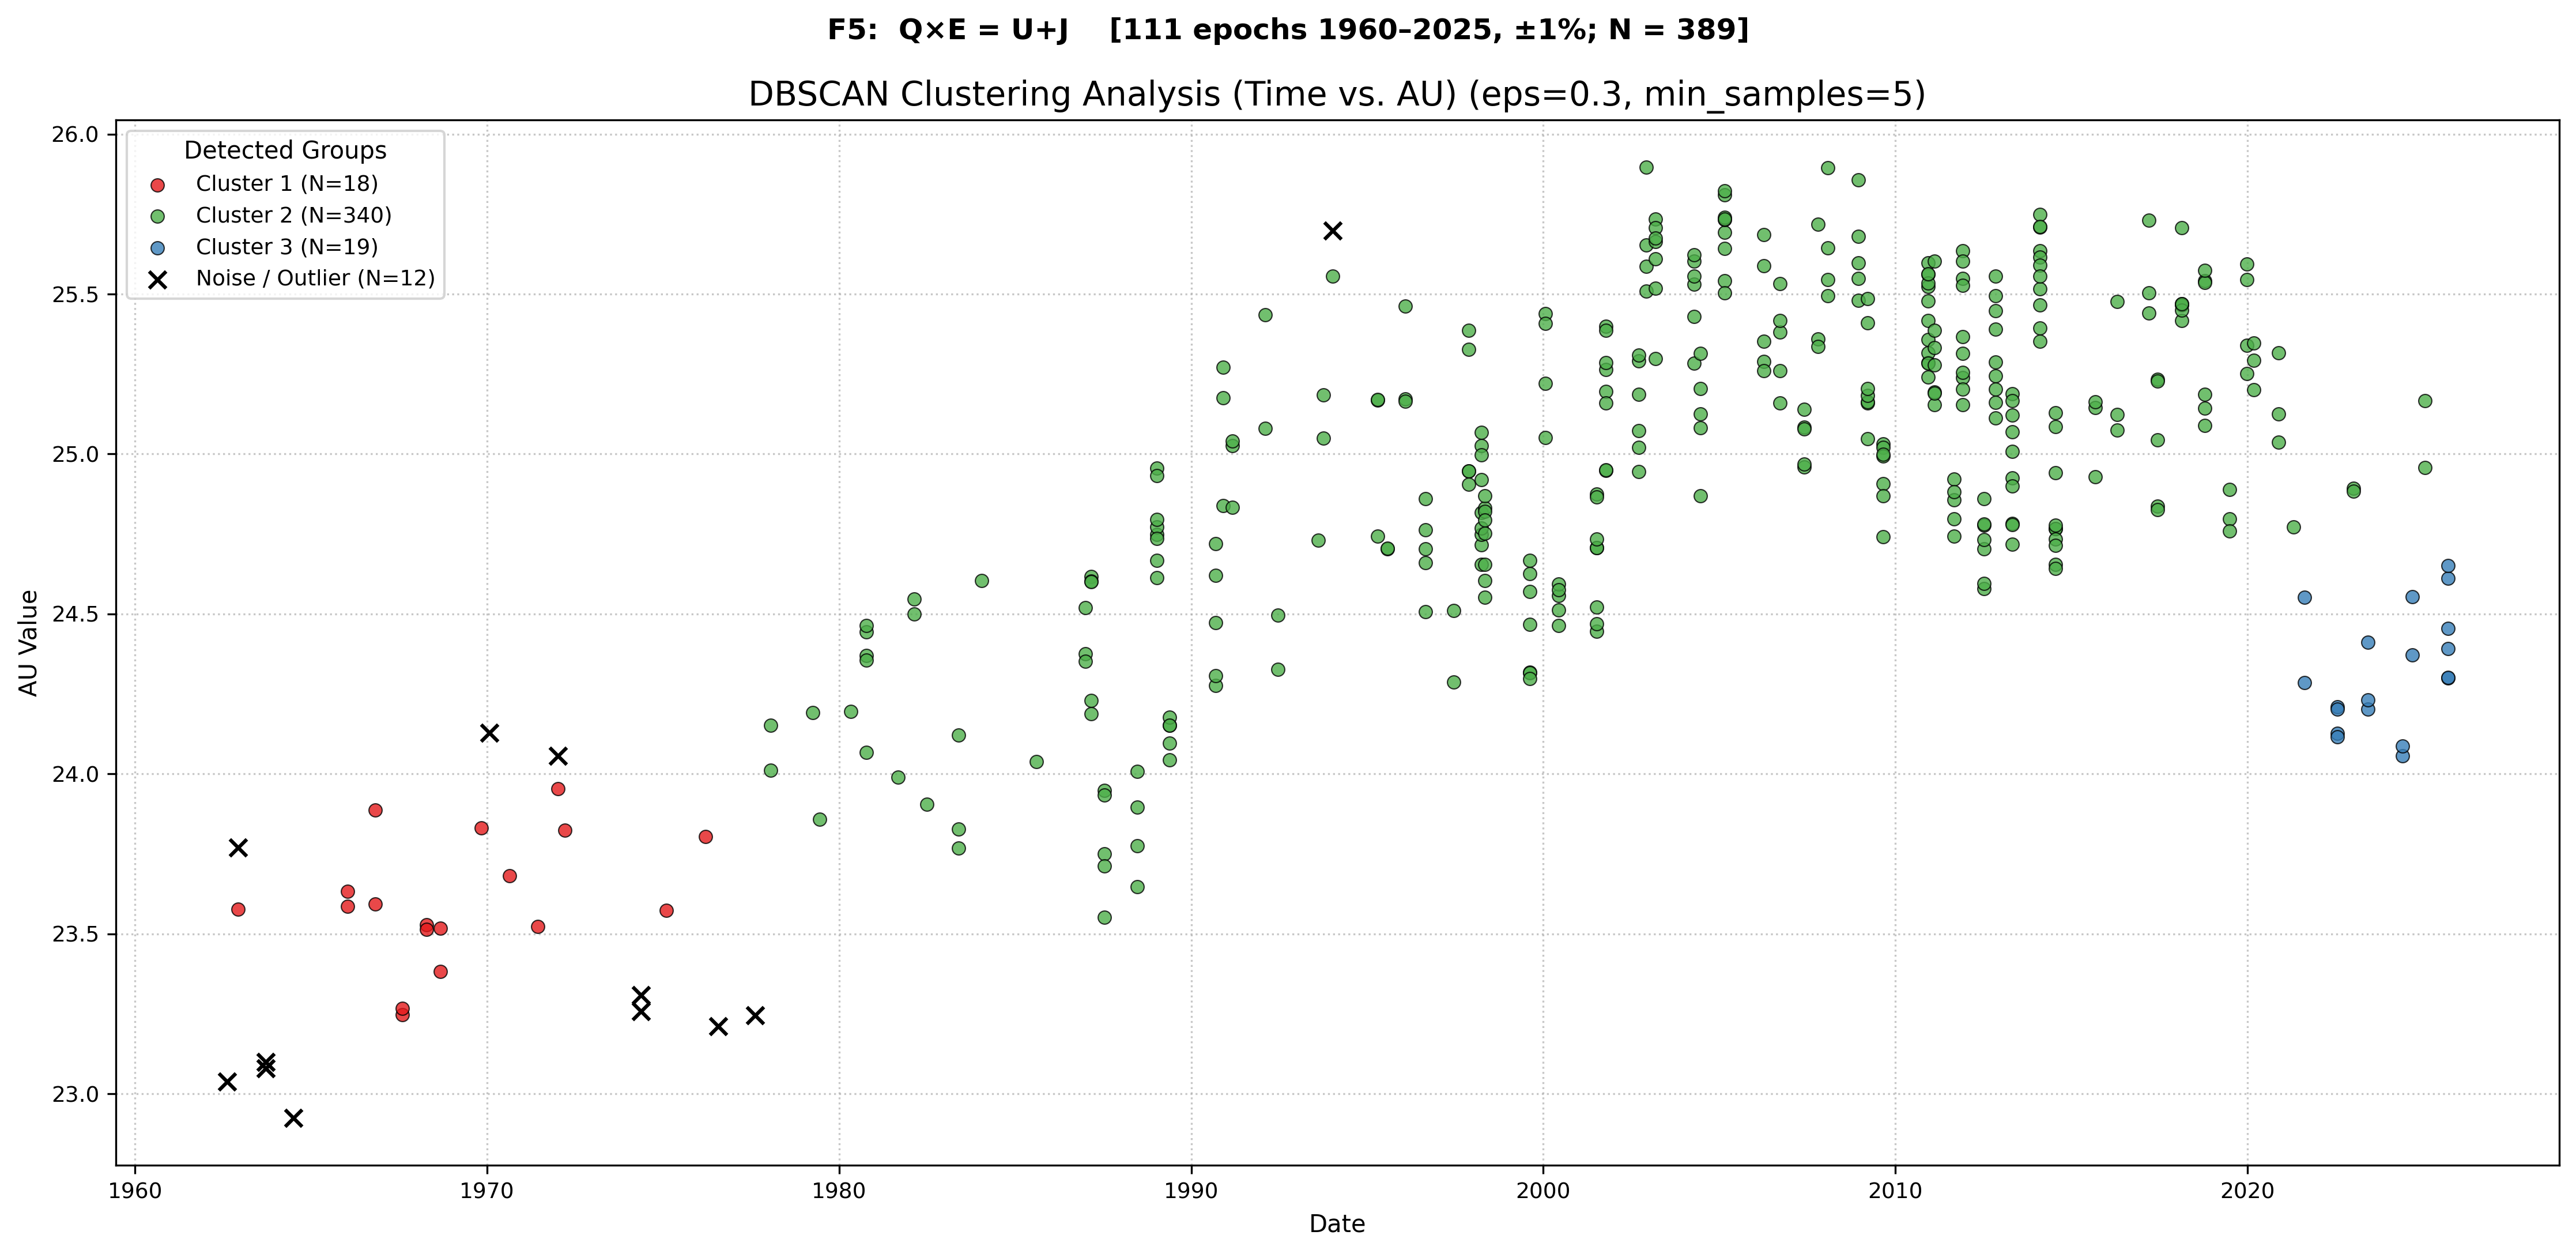 F5:  Q×E = U+J    [111 epochs 1960–2025, ±1%; N = 389]
DBSCAN Clustering Analysis (Time vs. AU) (eps=0.3, min_samples=5)
Detected Groups
Cluster 1 (N=18)
Cluster 2 (N=340)
Cluster 3 (N=19)
Noise / Outlier (N=12)
26.0
25.5
25.0
24.5
24.0
23.5
23.0
AU Value
1960 1970 1980 1990 2000 2010 2020
Date